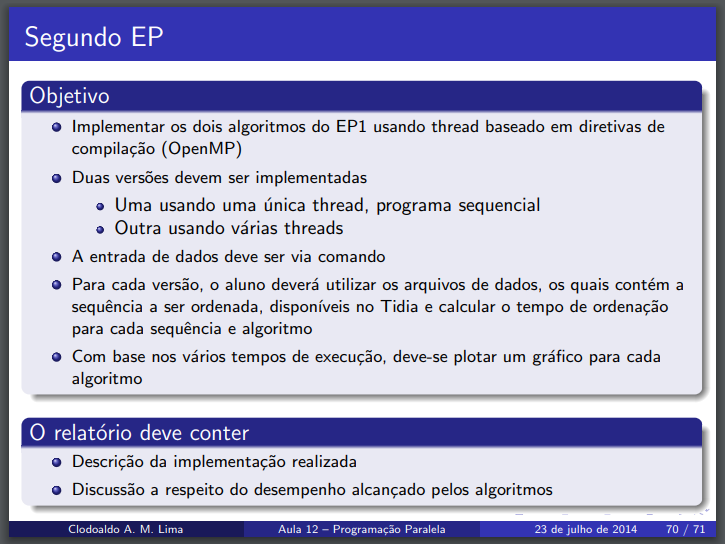 Segundo EP
Objetivo
Implementar os dois algoritmos do EP1 usando thread baseado em diretivas de
compilação (OpenMP)
Duas versões devem ser implementadas
Uma usando uma única thread, programa sequencial
Outra usando várias threads
A entrada de dados deve ser via comando
Para cada versão, o aluno deverá utilizar os arquivos de dados, os quais contém a
sequência a ser ordenada, disponíveis no Tidia e calcular o tempo de ordenação
para cada sequência e algoritmo
Com base nos vários tempos de execução, deve-se plotar um gráfico para cada
algoritmo
O relatório deve conter
Descrição da implementação realizada
Discussão a respeito do desempenho alcançado pelos algoritmos
Clodoaldo A. M. Lima Aula 12 – Programação Paralela 23 de julho de 2014 70 / 71